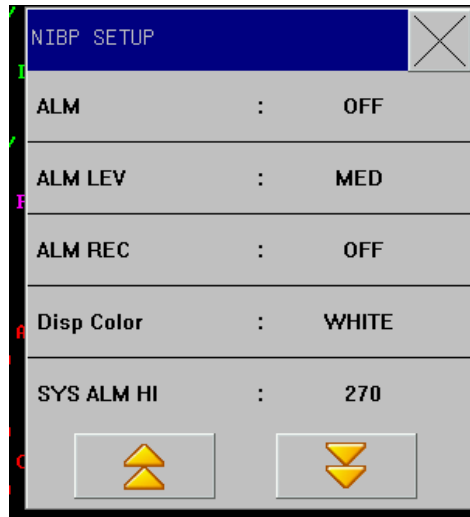 NIBP SETUP
ALM : OFF
ALM LEV : MED
ALM REC : OFF
Disp Color : WHITE
SYS ALM HI : 270